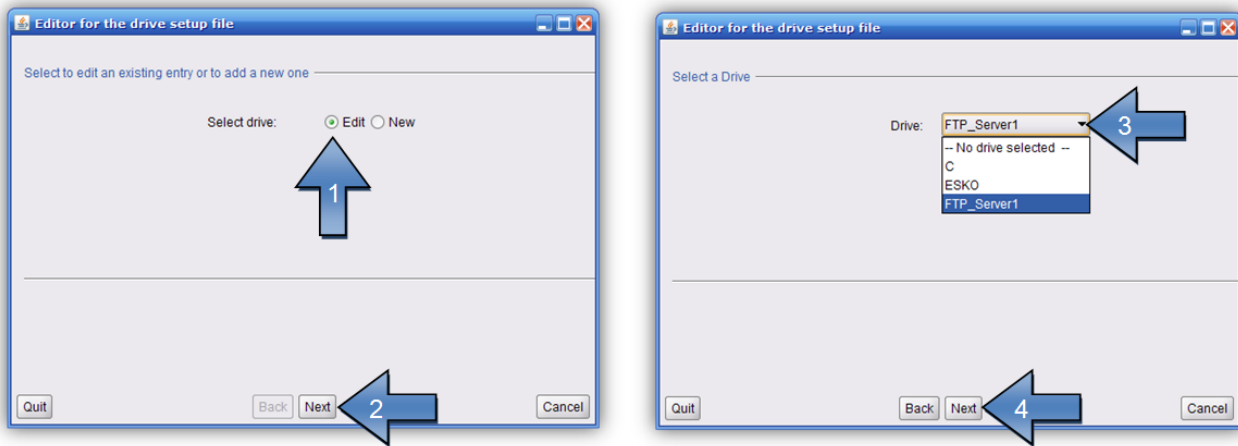 Editor for the drive setup file
Select to edit an existing entry or to add a new one
Select drive: Edit New
1
Quit Back Next 2 Cancel
Editor for the drive setup file
Select a Drive
Drive: FTP_Server1 3
-- No drive selected --
C
ESKO
FTP_Server1
Quit Back Next 4 Cancel